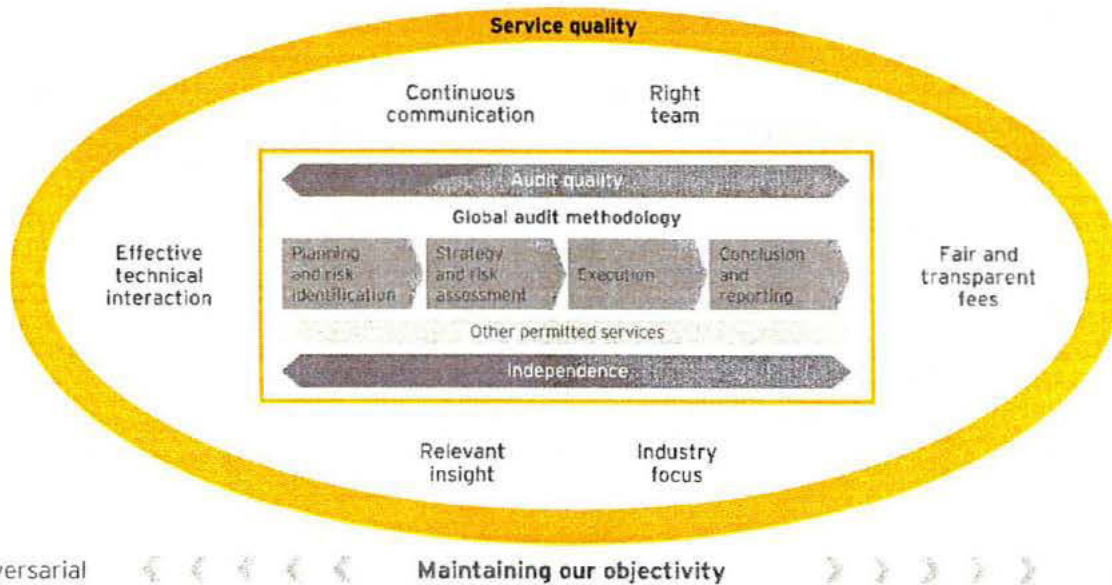 Service quality
Continuous
communication
Right
team
Audit quality
Global audit methodology
Effective
technical
interaction
Planning
and risk
identification
Strategy
and risk
assessment
Execution
Conclusion
and
reporting
Fair and
transparent
fees
Other permitted services
Independence
Relevant
insight
Industry
focus
versarial
Maintaining our objectivity